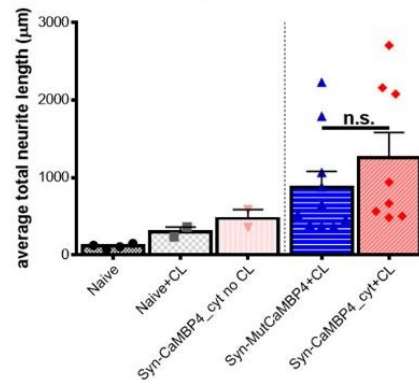 average total neurite length (μm)
3000
2000
1000
0
n.s.
Naive
Naive+CL
Syn-CaMBP4_cyt no CL
Syn-MutCaMBP4+CL
Syn-CaMBP4_cyt+CL